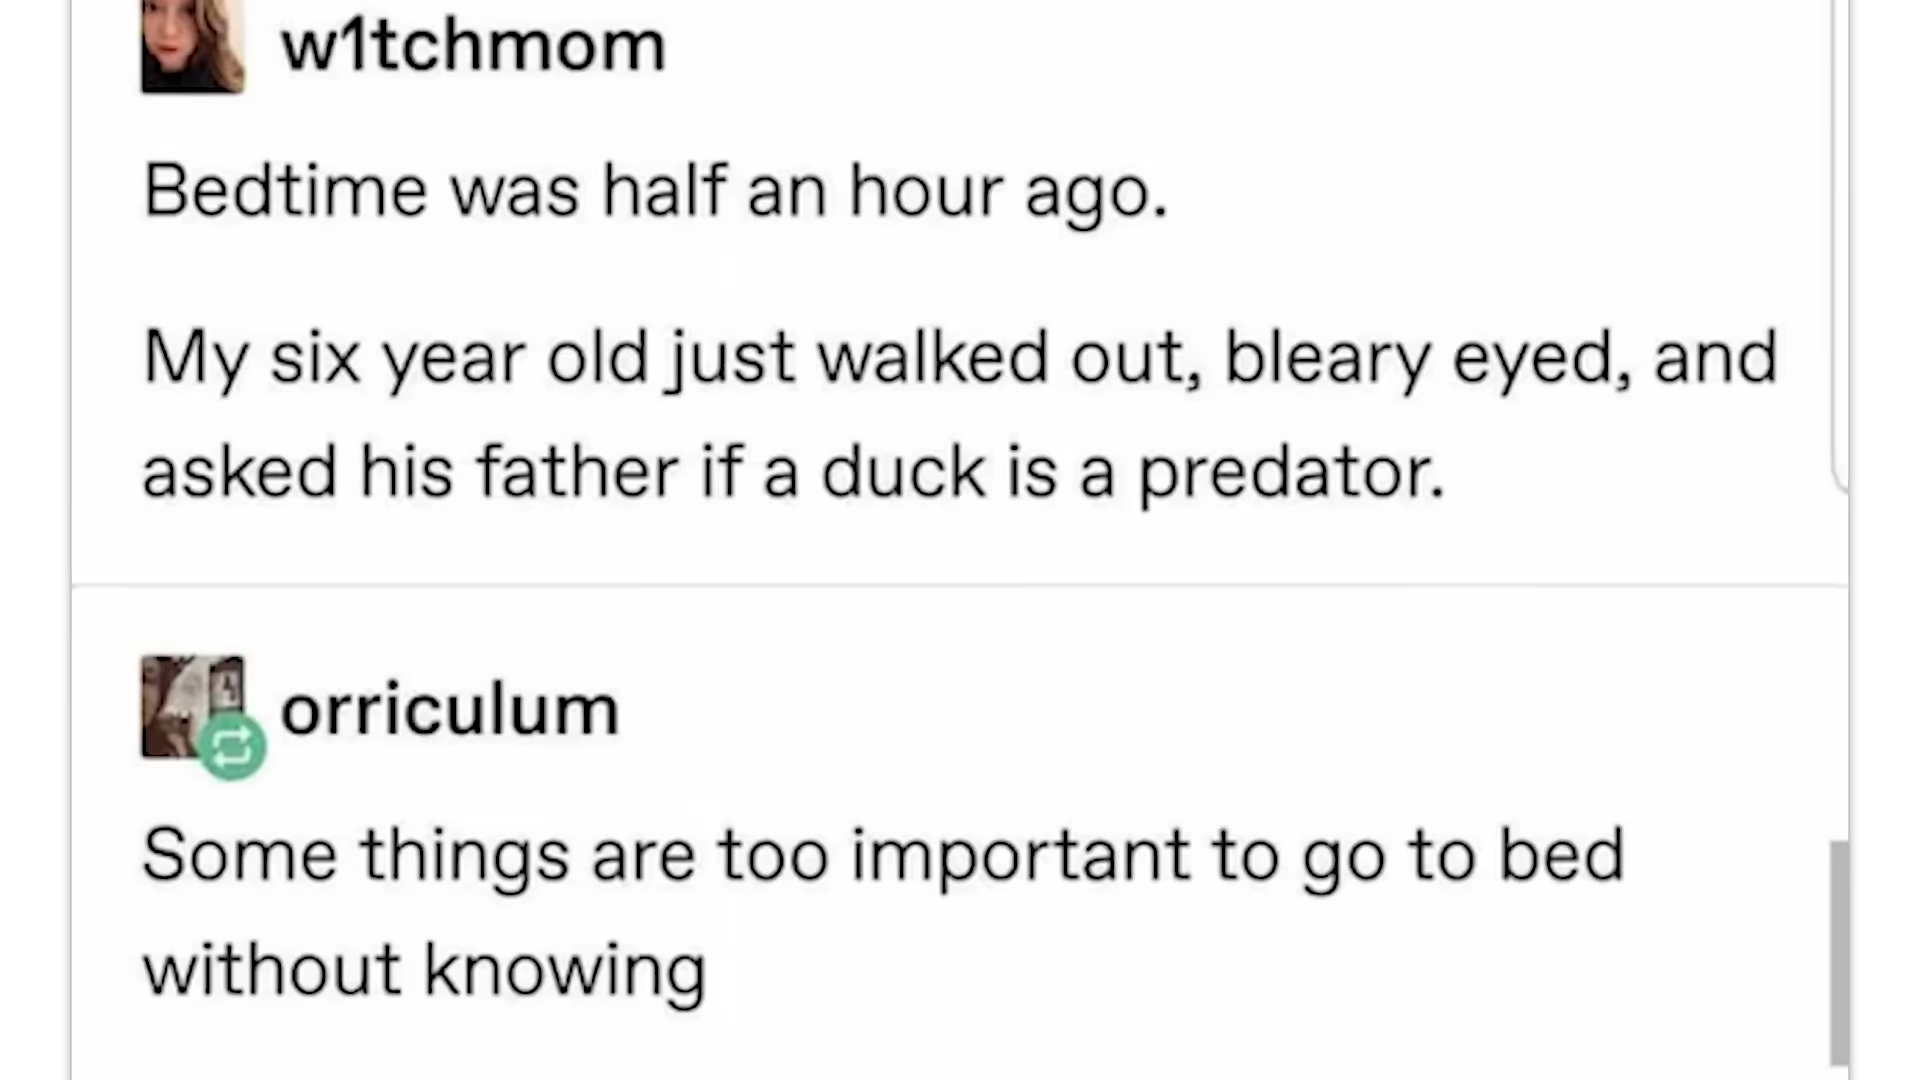 w1tchmom
Bedtime was half an hour ago.
My six year old just walked out, bleary eyed, and
asked his father if a duck is a predator.
orriculum
Some things are too important to go to bed
without knowing